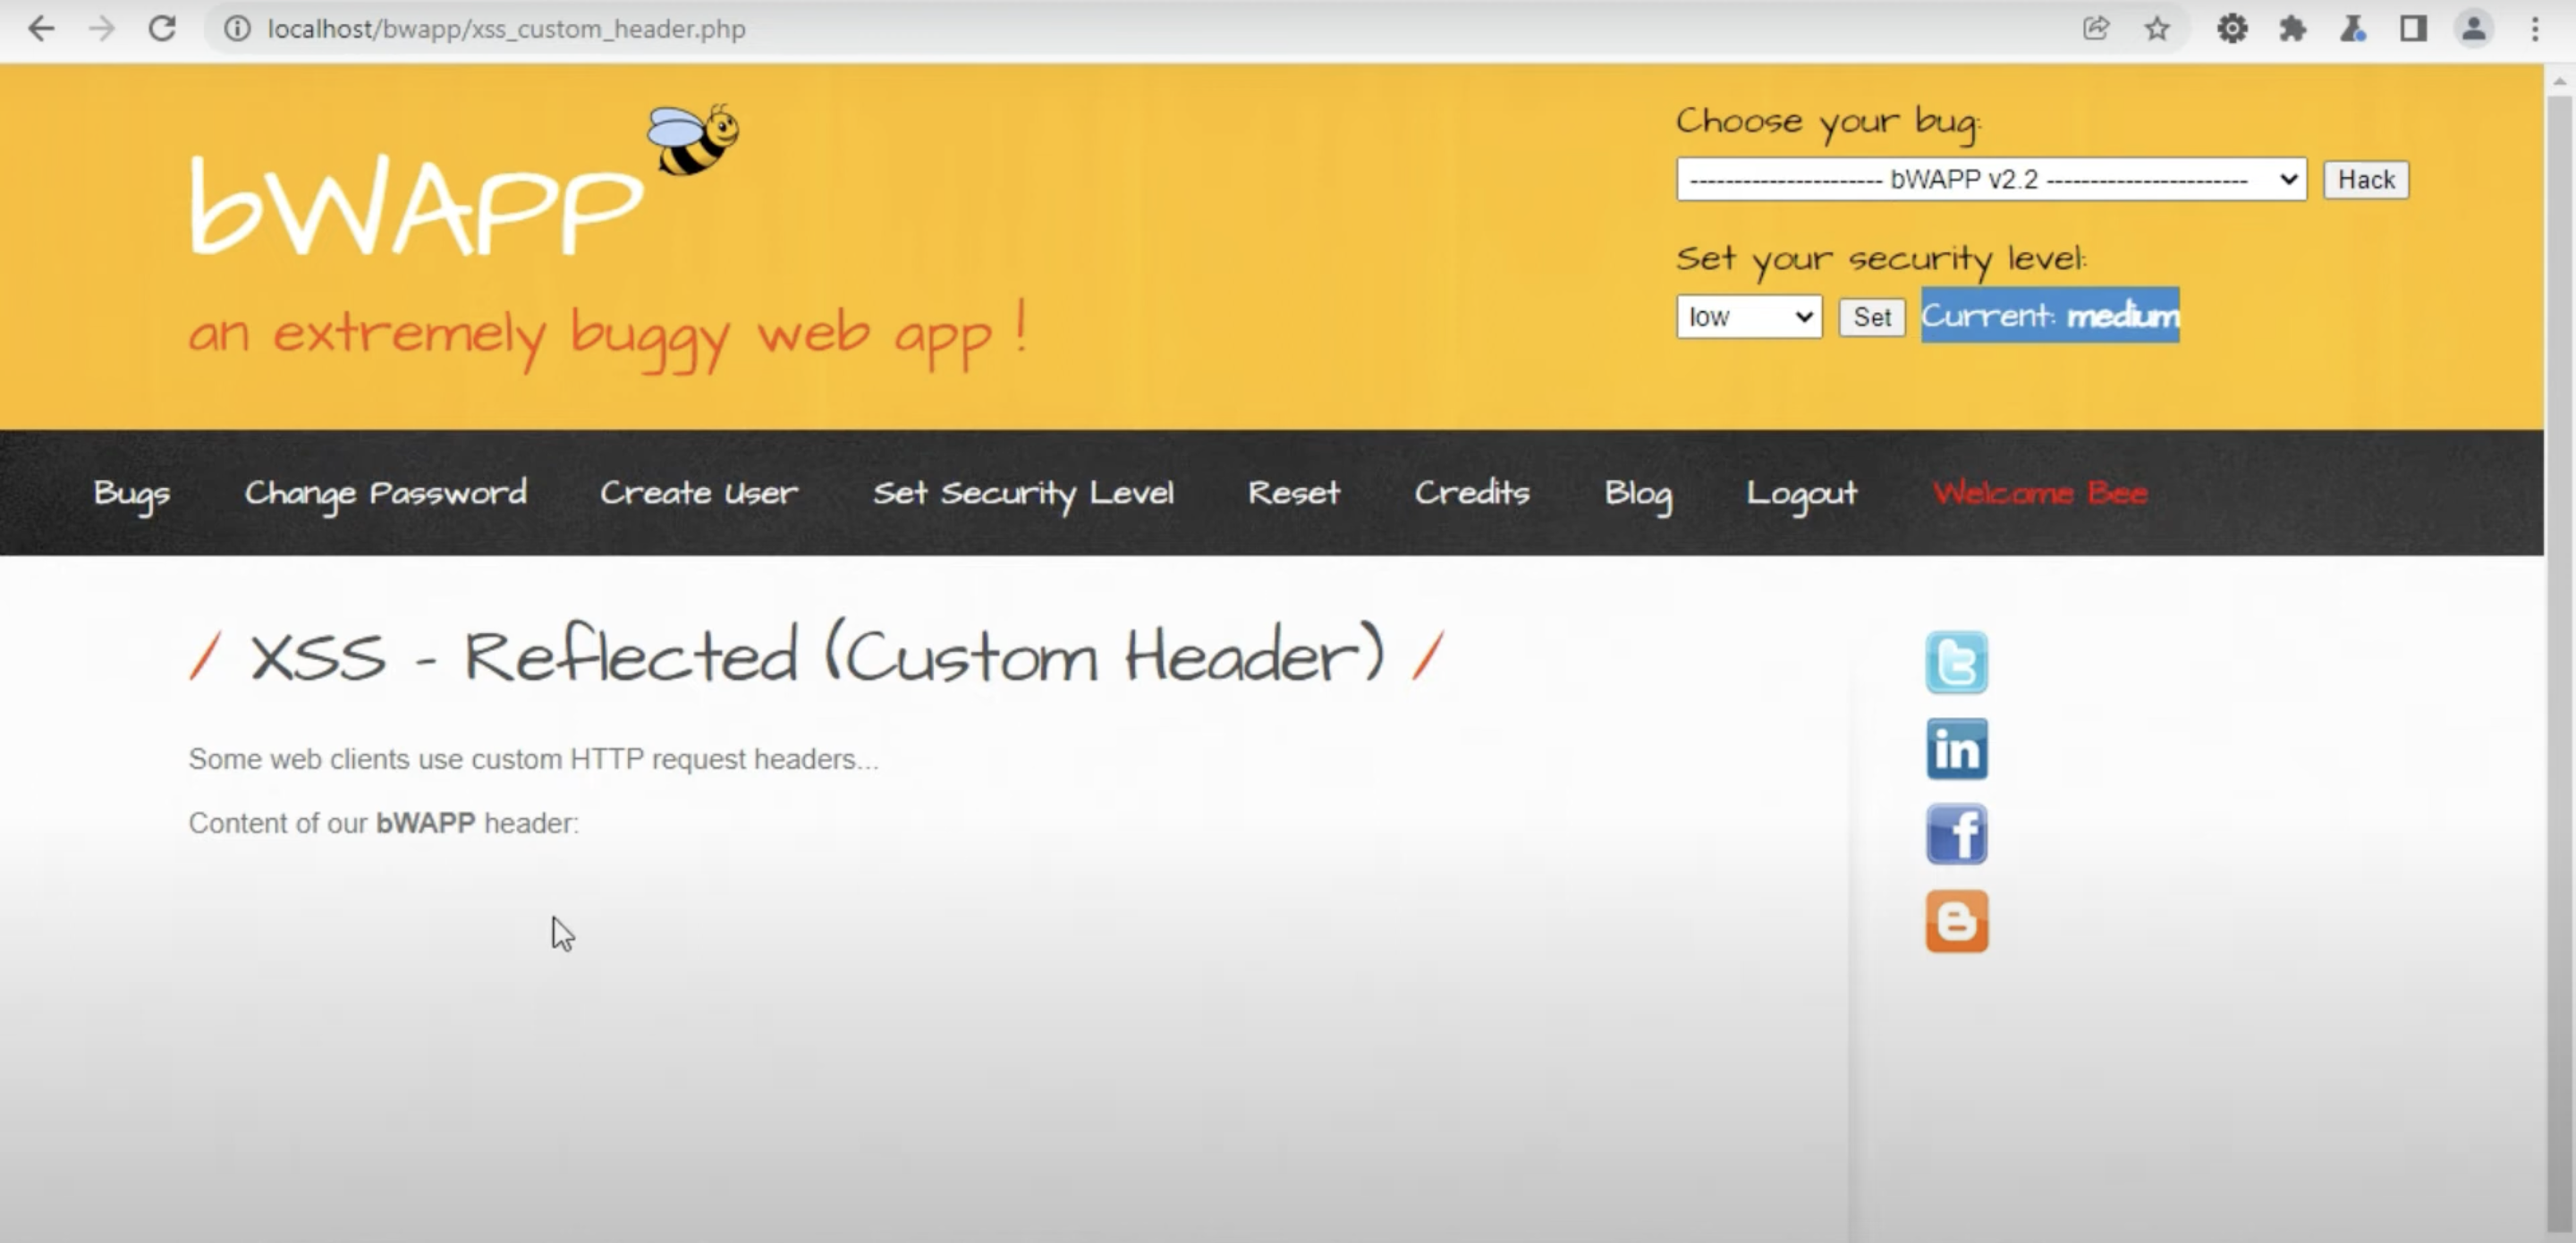 localhost/bwapp/xss_custom_header.php
bWAPP
an extremely buggy web app !
Choose your bug:
---------------------- bWAPP v2.2 ----------------------- Hack
Set your security level:
low Set Current: medium
Bugs Change Password Create User Set Security Level Reset Credits Blog Logout Welcome Bee
/ XSS - Reflected (Custom Header) /
Some web clients use custom HTTP request headers...
Content of our bWAPP header: